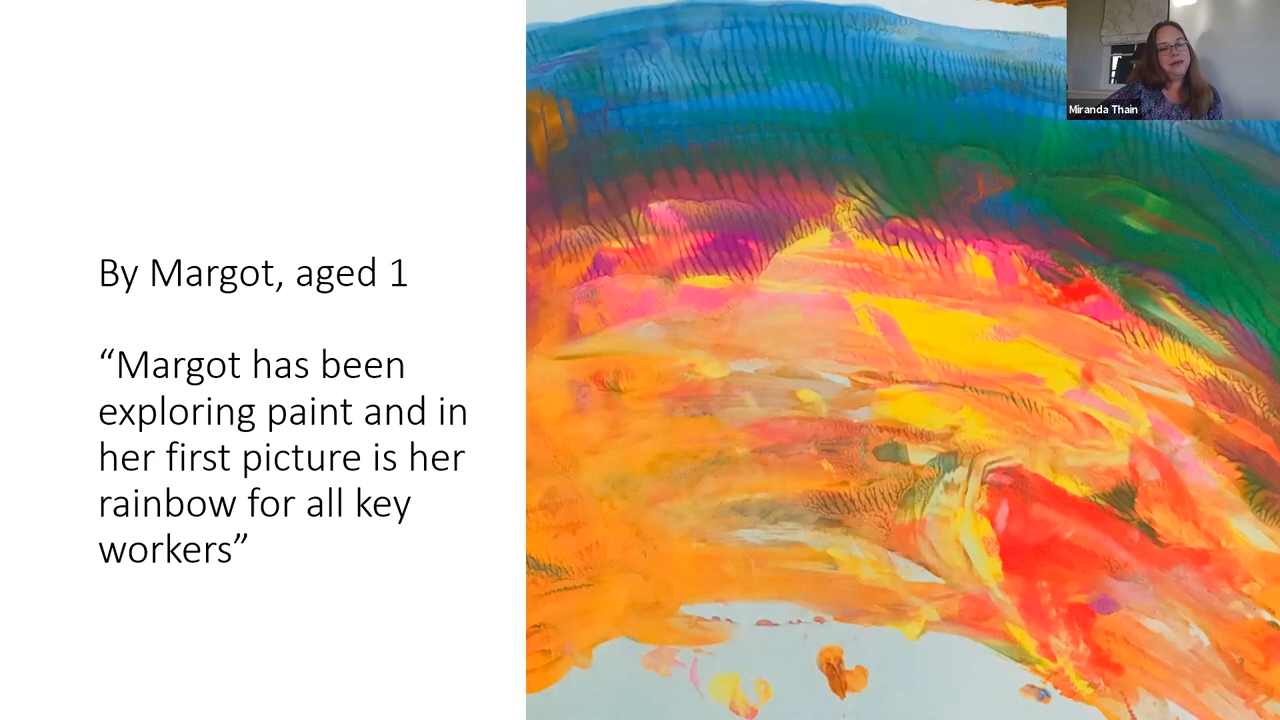 Miranda Thain
By Margot, aged 1
“Margot has been
exploring paint and in
her first picture is her
rainbow for all key
workers”